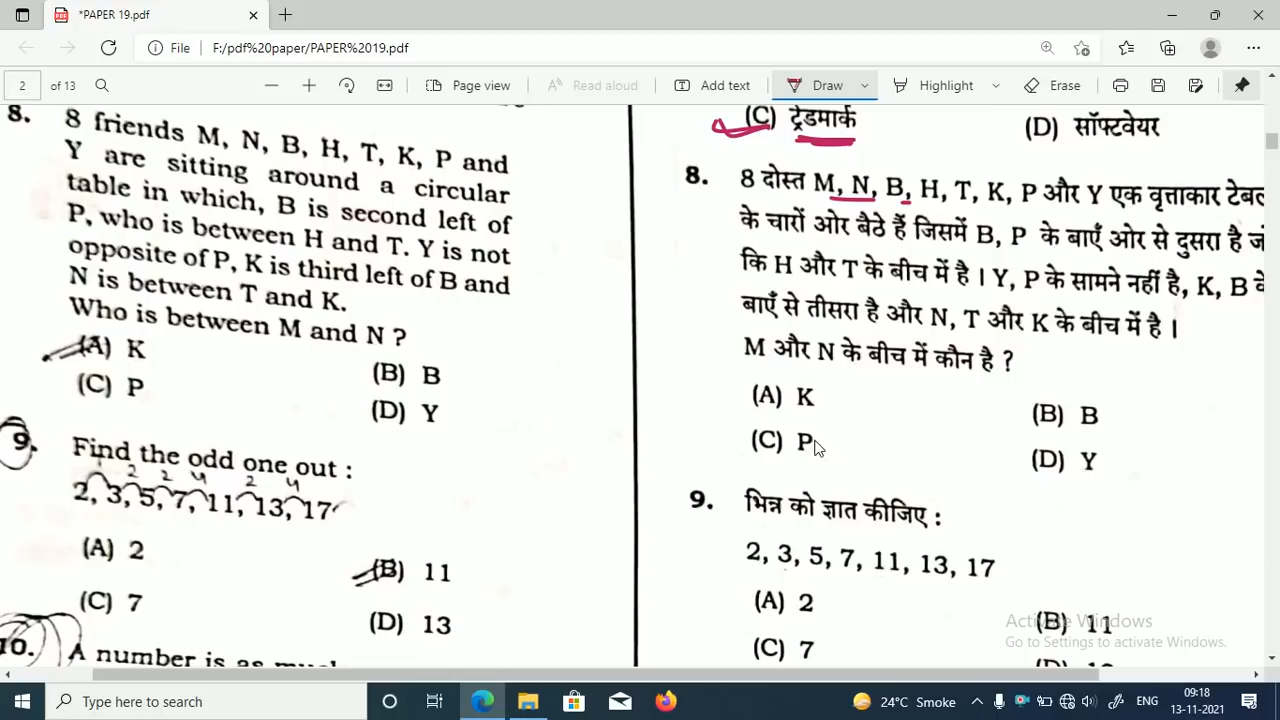 *PAPER 19.pdf
File
F:/pdf%20paper/PAPER%2019.pdf
2 of 13
Page view
Read aloud
Add text
Draw
Highlight
Erase
8. 8 friends M, N, B, H, T, K, P and
Y are sitting around a circular
table in which, B is second left of
P, who is between H and T. Y is not
opposite of P, K is third left of B and
N is between T and K.
Who is between M and N ?
(A) K
(B) B
(C) P
(D) Y
9. Find the odd one out :
2, 3, 5, 7, 11, 13, 17
(A) 2
(B) 11
(C) 7
(D) 13
10.
A number is as much
(C) ट्रेडमार्क
(D) सॉफ्टवेयर
8. 8 दोस्त M, N, B, H, T, K, P और Y एक वृत्ताकार टेबल
के चारों ओर बैठे हैं जिसमें B, P के बाएँ ओर से दुसरा है जो
कि H और T के बीच में है। Y, P के सामने नहीं है, K, B के
बाएँ से तीसरा है और N, T और K के बीच में है।
M और N के बीच में कौन है ?
(A) K
(B) B
(C) P
(D) Y
9. भिन्न को ज्ञात कीजिए :
2, 3, 5, 7, 11, 13, 17
(A) 2
(B) 11
(C) 7
Activate Windows
Go to Settings to activate Windows.
Type here to search
24°C Smoke
ENG
09:18
13-11-2021